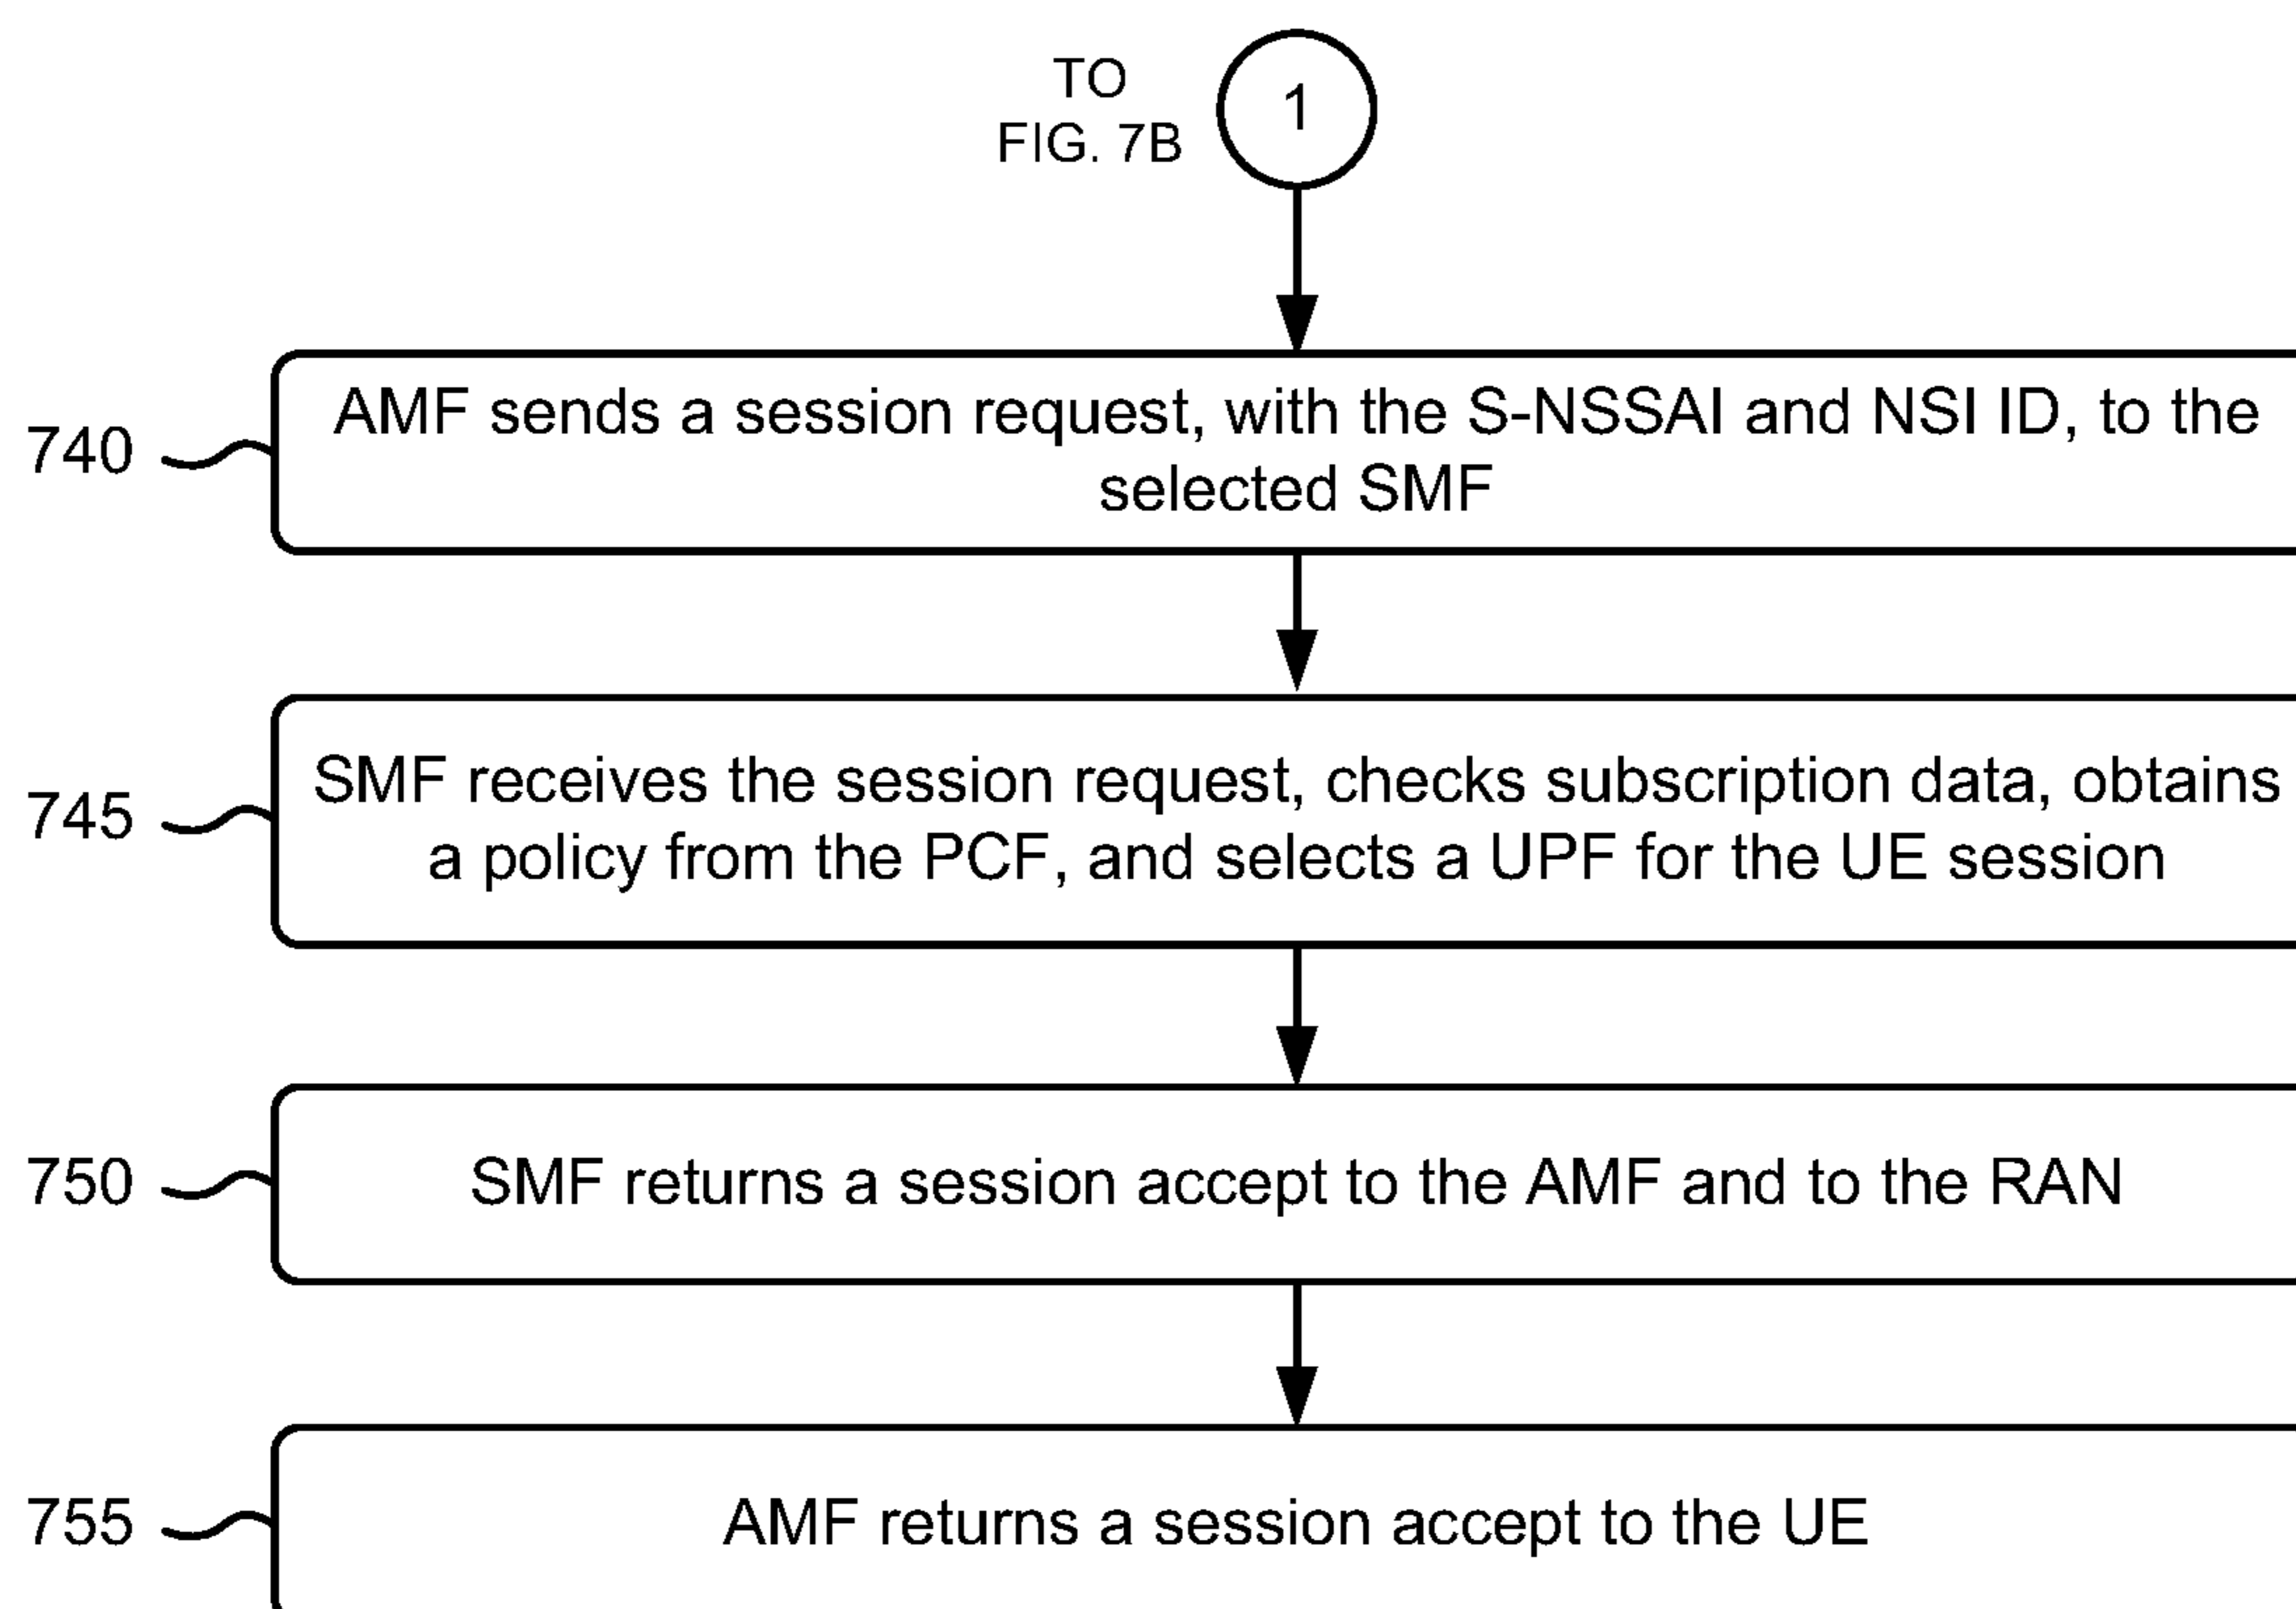 TO
FIG. 7B
1
740
AMF sends a session request, with the S-NSSAI and NSI ID, to the
selected SMF
745
SMF receives the session request, checks subscription data, obtains
a policy from the PCF, and selects a UPF for the UE session
750
SMF returns a session accept to the AMF and to the RAN
755
AMF returns a session accept to the UE